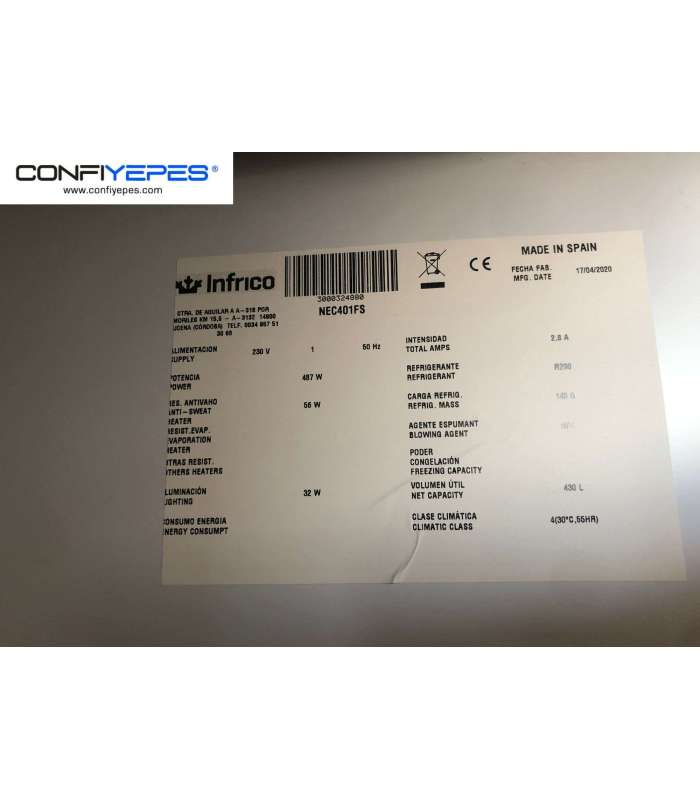 CONFIYEPES®
www.confiyepes.com
Infrico
3000324980
NEC401FS
MADE IN SPAIN
FECHA FAB.
MFG. DATE
17/04/2020
CE
CTRA. DE AGUILAR A A-318 POR
MORILES KM 15,5 - A-3132 14900
LUCENA (CORDOBA) TELF. 0034 957 51
30 68
ALIMENTACION
SUPPLY
230 V 1 50 Hz
INTENSIDAD
TOTAL AMPS
2.8 A
POTENCIA
POWER
487 W
REFRIGERANTE
REFRIGERANT
R290
RES. ANTIVAHO
ANTI-SWEAT
HEATER
56 W
CARGA REFRIG.
REFRIG. MASS
140 G
RESIST.EVAP.
EVAPORATION
HEATER
AGENTE ESPUMANT
BLOWING AGENT
OTRAS RESIST.
OTHERS HEATERS
PODER
CONGELACIÓN
FREEZING CAPACITY
ILUMINACIÓN
LIGHTING
32 W
VOLUMEN ÚTIL
NET CAPACITY
430 L
CONSUMO ENERGIA
ENERGY CONSUMPT
CLASE CLIMÁTICA
CLIMATIC CLASS
4(30°C,55HR)